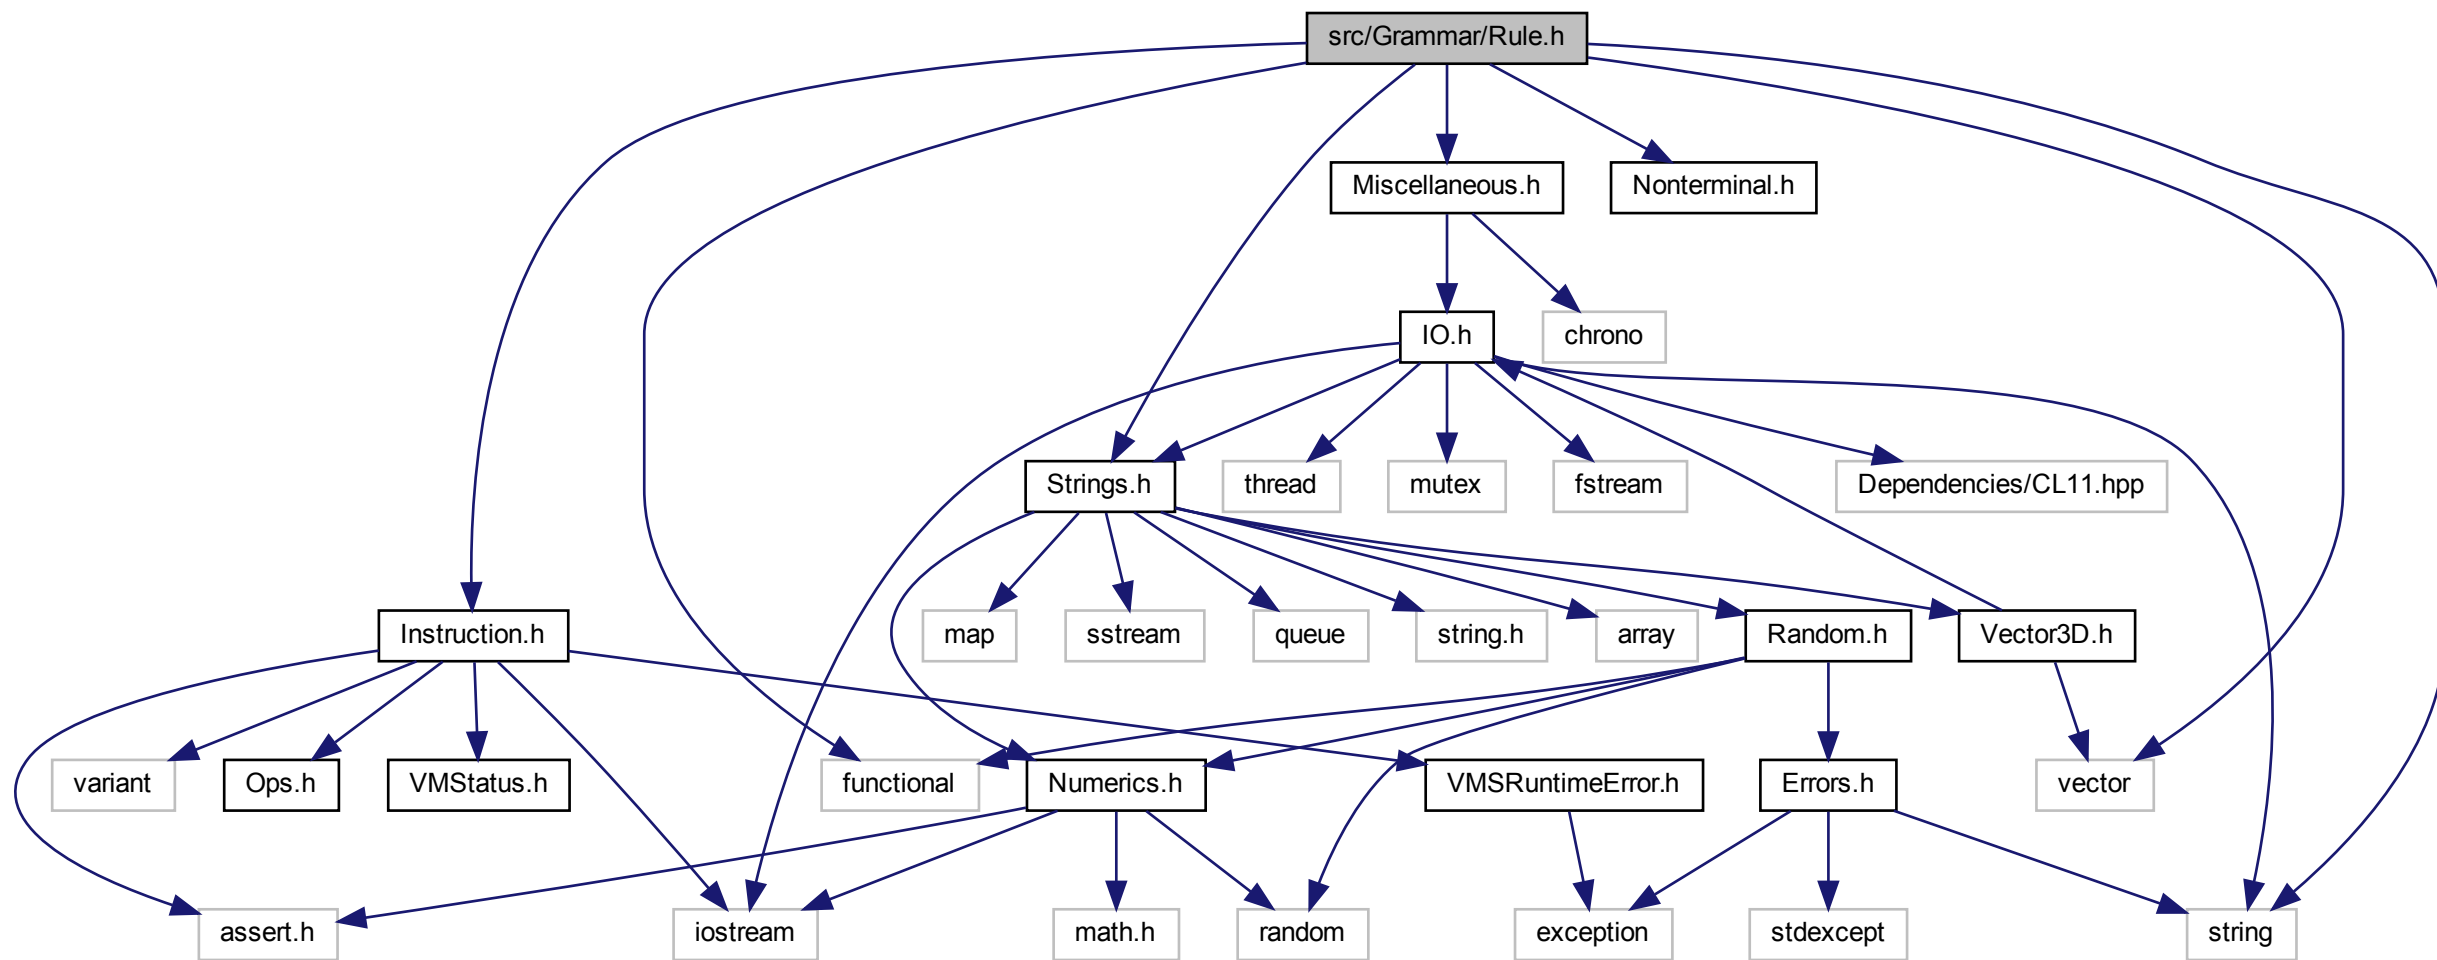 src/Grammar/Rule.h
Miscellaneous.h
Nonterminal.h
IO.h
chrono
Strings.h
thread
mutex
fstream
Dependencies/CL11.hpp
Instruction.h
map
sstream
queue
string.h
array
Random.h
Vector3D.h
variant
Ops.h
VMStatus.h
functional
Numerics.h
VMSRuntimeError.h
Errors.h
vector
assert.h
iostream
math.h
random
exception
stdexcept
string